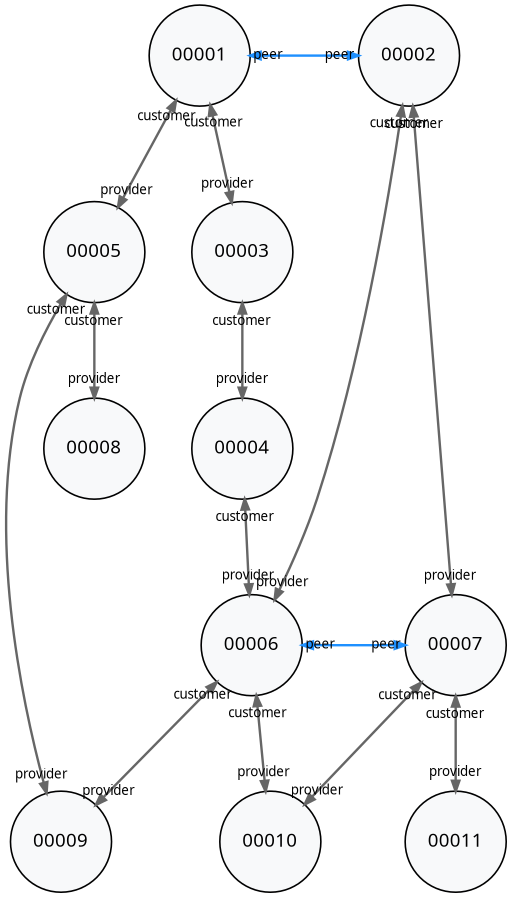 00001
peer
peer
00002
customer
customer
customer
customer
provider
provider
00005
00003
customer
customer
customer
provider
provider
00008
00004
customer
provider
provider
provider
00006
peer
peer
00007
customer
customer
customer
customer
provider
provider
provider
provider
provider
00009
00010
00011